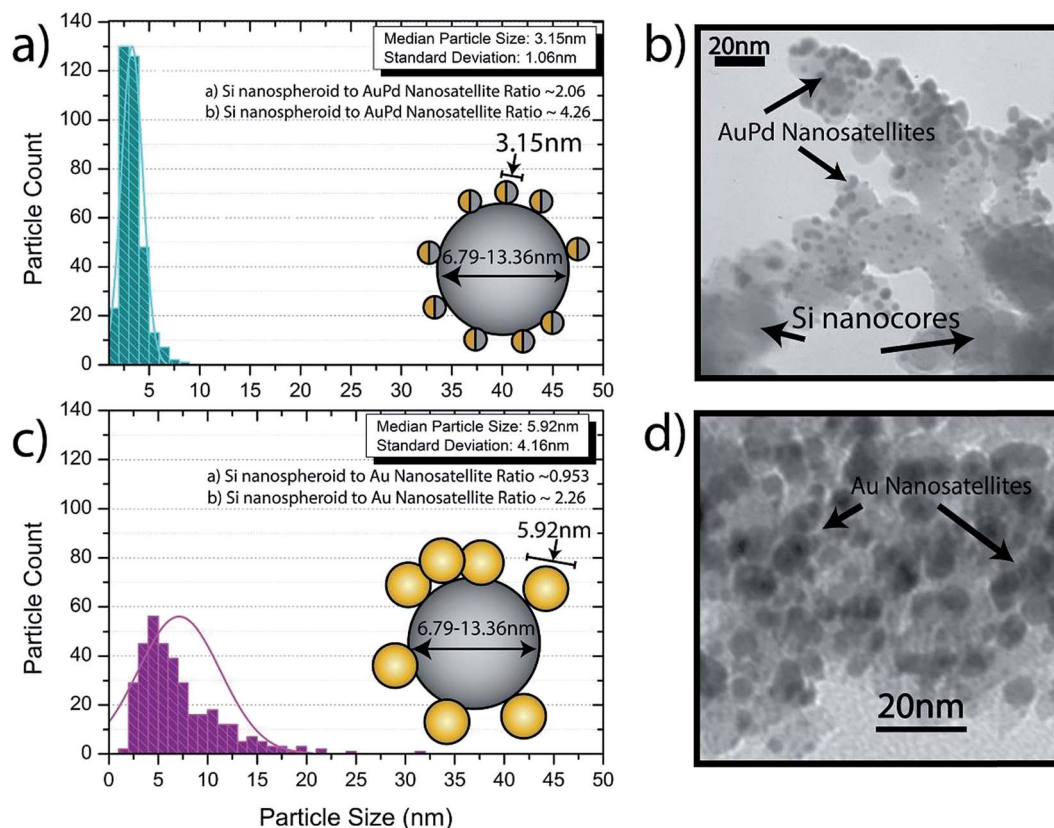 a)
140
120
100
80
60
40
20
0
Particle Count
Median Particle Size: 3.15nm
Standard Deviation: 1.06nm
a) Si nanospheroid to AuPd Nanosatellite Ratio ~2.06
b) Si nanospheroid to AuPd Nanosatellite Ratio ~ 4.26
3.15nm
6.79-13.36nm
0 5 10 15 20 25 30 35 40 45 50
b)
20nm
AuPd Nanosatellites
Si nanocores
c)
140
120
100
80
60
40
20
0
Particle Count
Median Particle Size: 5.92nm
Standard Deviation: 4.16nm
a) Si nanospheroid to Au Nanosatellite Ratio ~0.953
b) Si nanospheroid to Au Nanosatellite Ratio ~ 2.26
5.92nm
6.79-13.36nm
0 5 10 15 20 25 30 35 40 45 50
Particle Size (nm)
d)
Au Nanosatellites
20nm